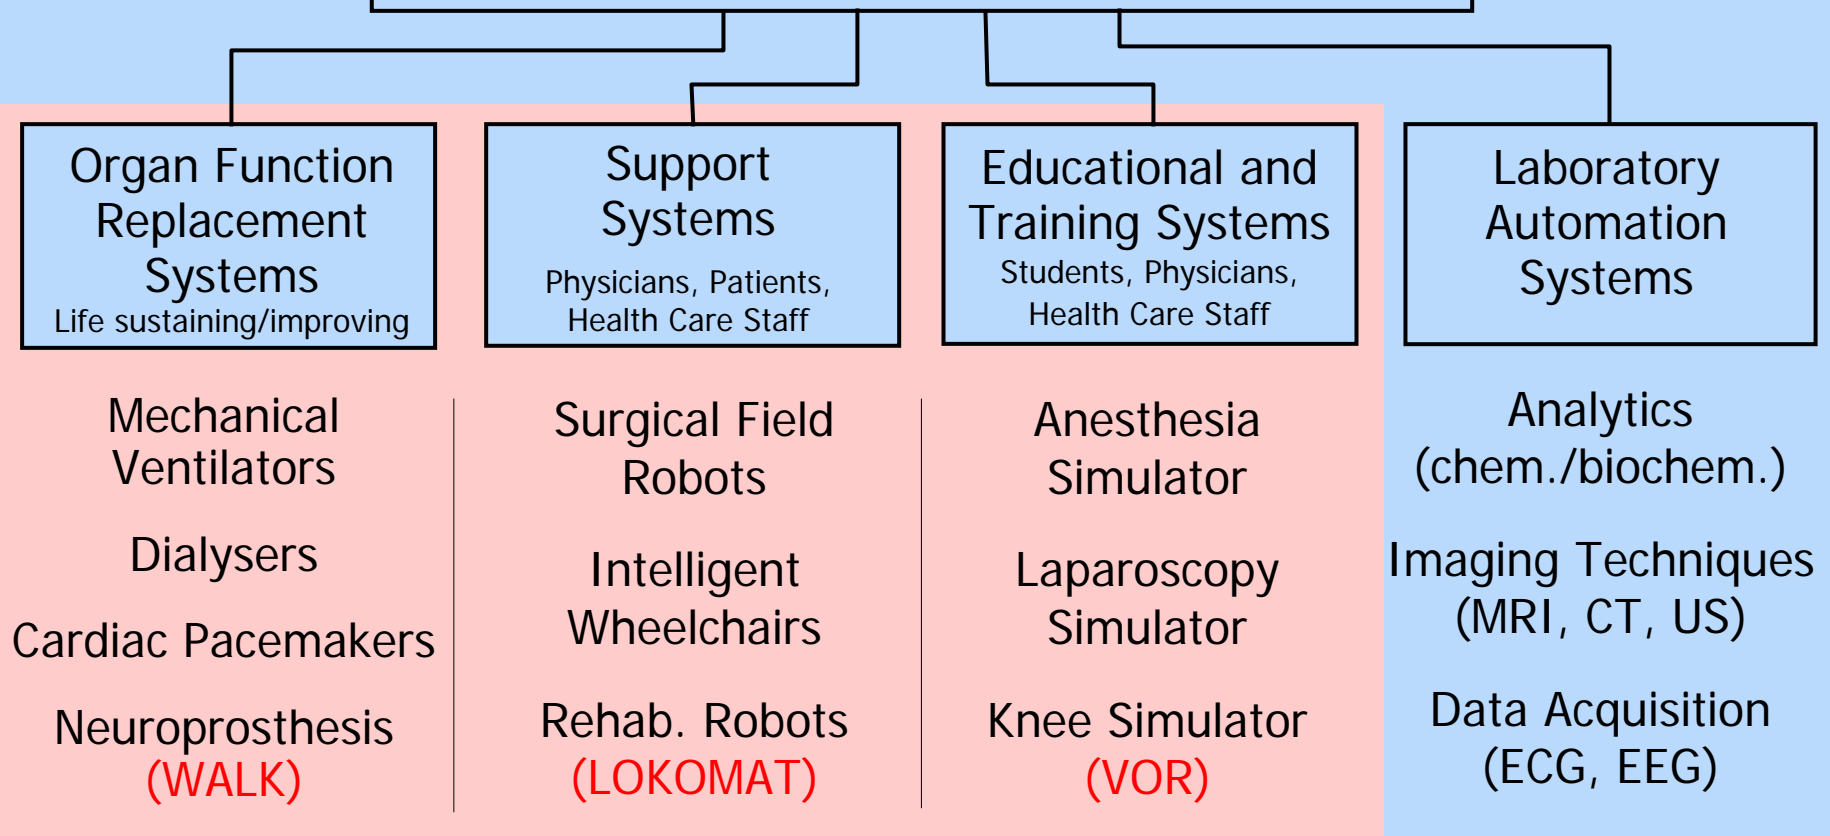 Organ Function
Replacement
Systems
Life sustaining/improving
Support
Systems
Physicians, Patients,
Health Care Staff
Educational and
Training Systems
Students, Physicians,
Health Care Staff
Laboratory
Automation
Systems
Mechanical
Ventilators
Dialysers
Cardiac Pacemakers
Neuroprosthesis
(WALK)
Surgical Field
Robots
Intelligent
Wheelchairs
Rehab. Robots
(LOKOMAT)
Anesthesia
Simulator
Laparoscopy
Simulator
Knee Simulator
(VOR)
Analytics
(chem./biochem.)
Imaging Techniques
(MRI, CT, US)
Data Acquisition
(ECG, EEG)